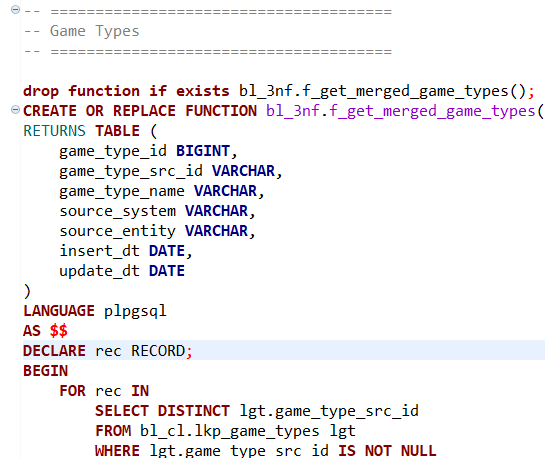 -- ======================================
-- Game Types
-- ======================================
drop function if exists bl_3nf.f_get_merged_game_types();
CREATE OR REPLACE FUNCTION bl_3nf.f_get_merged_game_types(
RETURNS TABLE (
    game_type_id BIGINT,
    game_type_src_id VARCHAR,
    game_type_name VARCHAR,
    source_system VARCHAR,
    source_entity VARCHAR,
    insert_dt DATE,
    update_dt DATE
)
LANGUAGE plpgsql
AS $$
DECLARE rec RECORD;
BEGIN
    FOR rec IN
        SELECT DISTINCT lgt.game_type_src_id
        FROM bl_cl.lkp_game_types lgt
        WHERE lgt.game_type_src_id IS NOT NULL